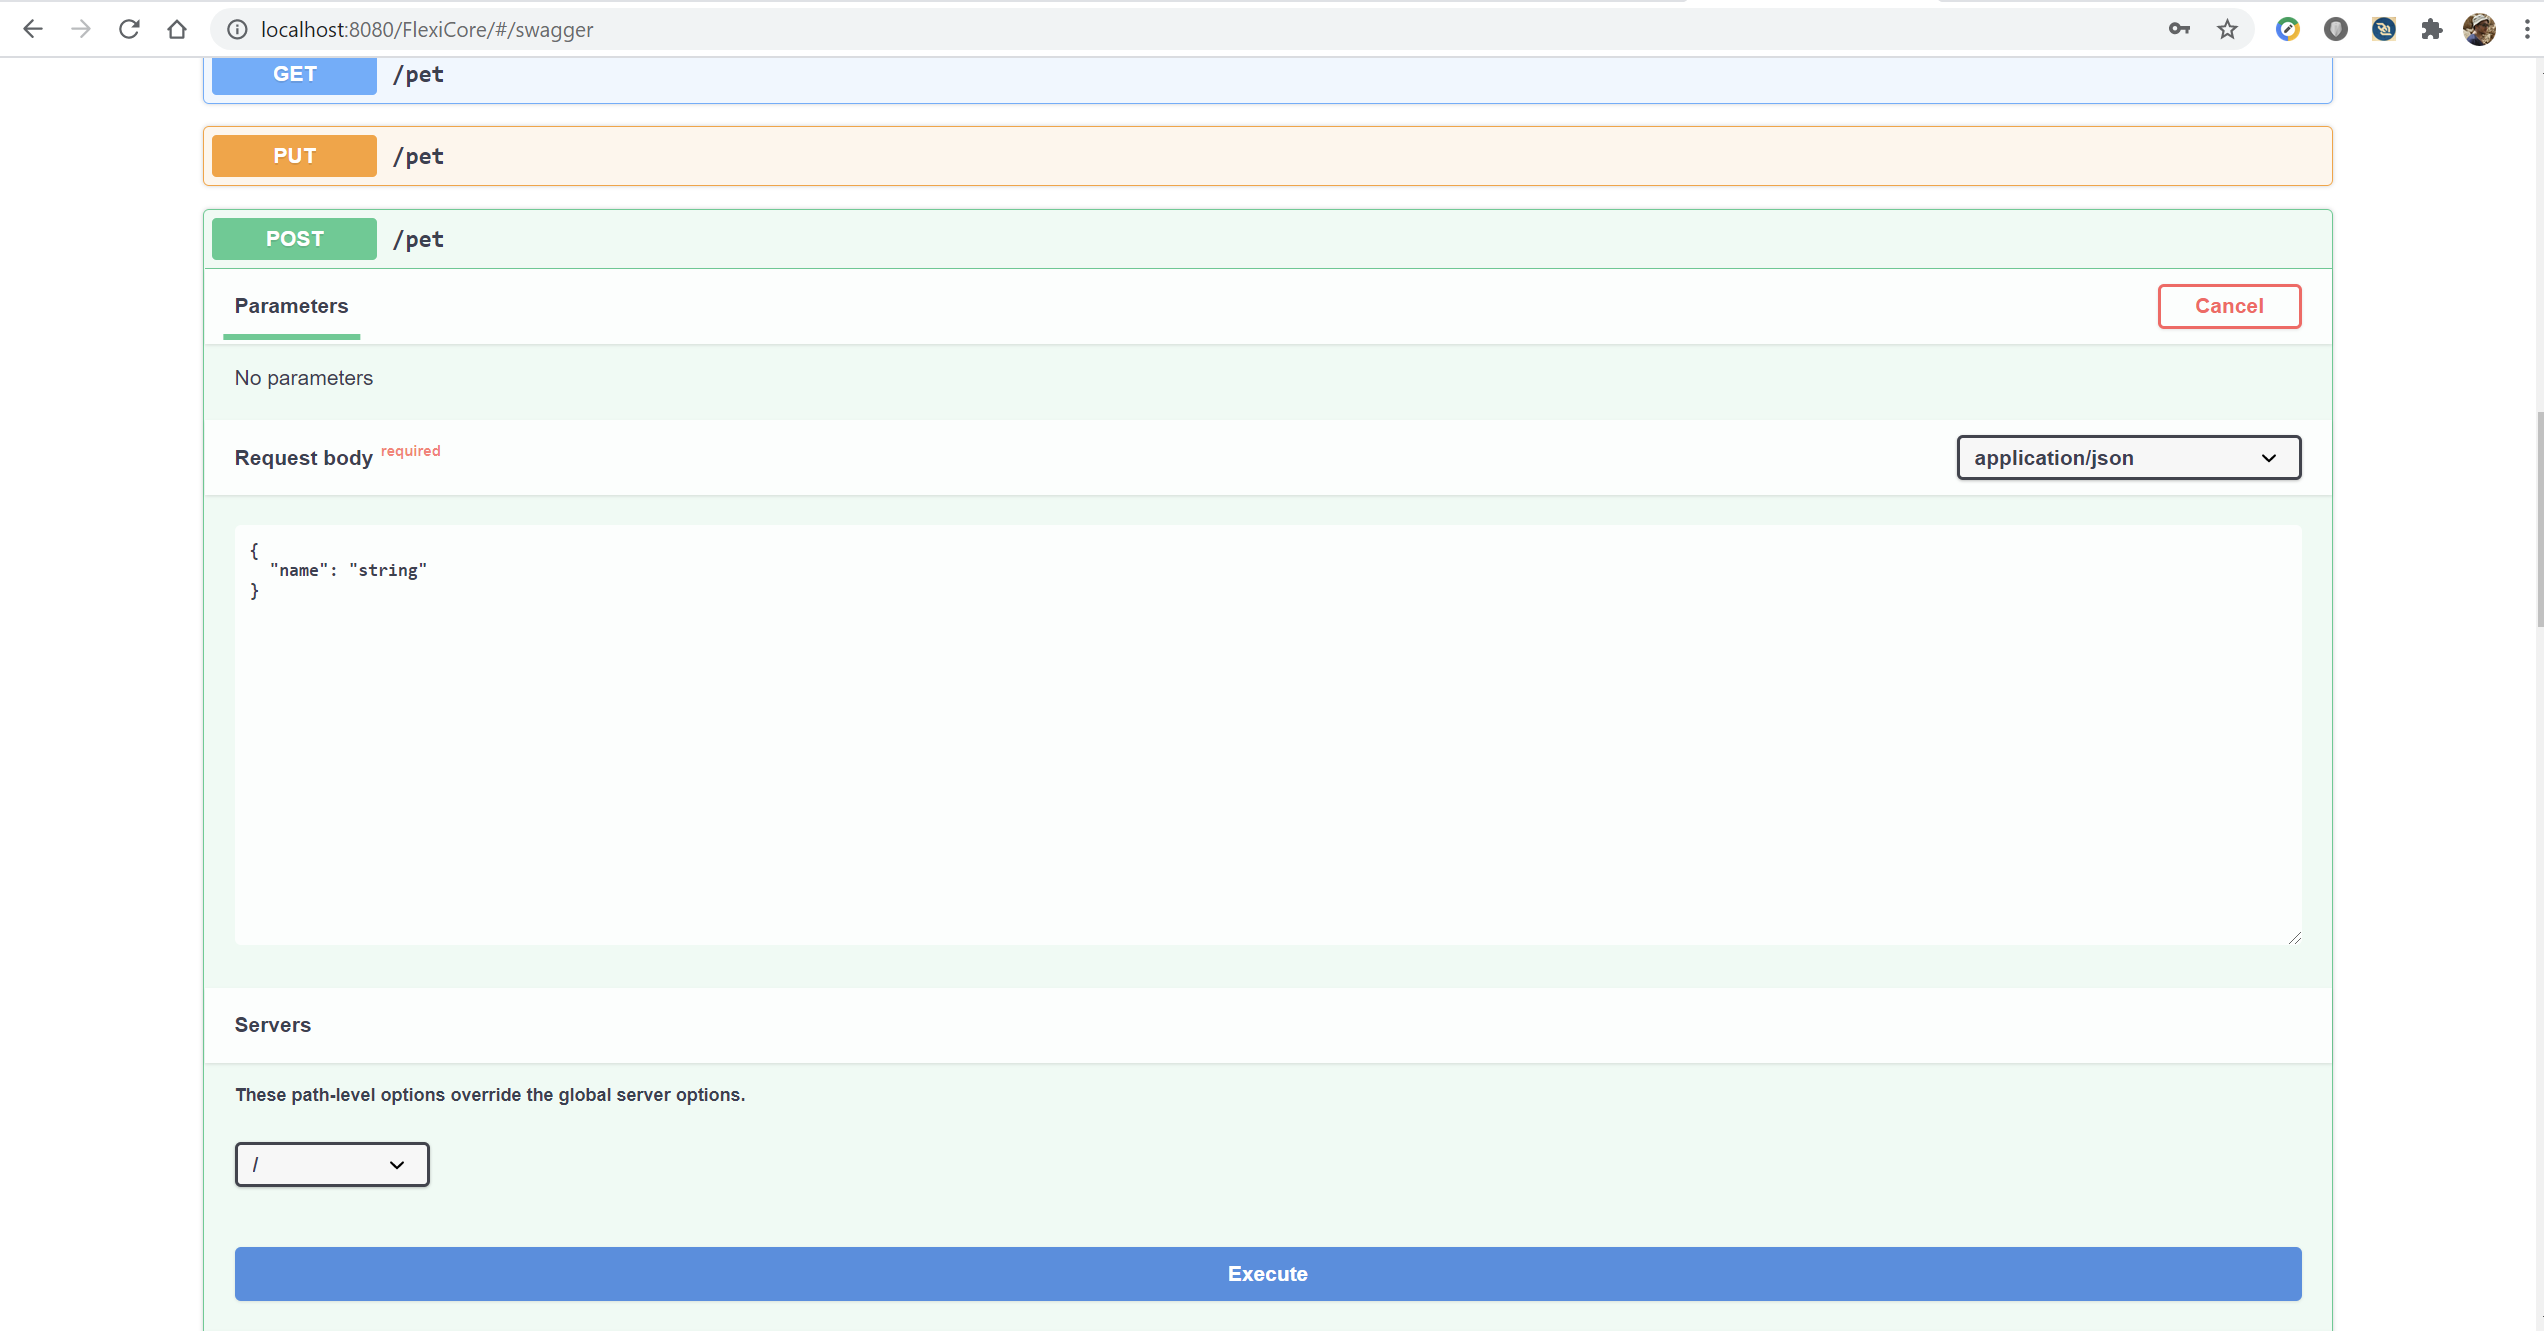 localhost:8080/FlexiCore/#/swagger
GET /pet
PUT /pet
POST /pet
Parameters
Cancel
No parameters
Request body required
application/json
{
"name": "string"
}
Servers
These path-level options override the global server options.
/
Execute